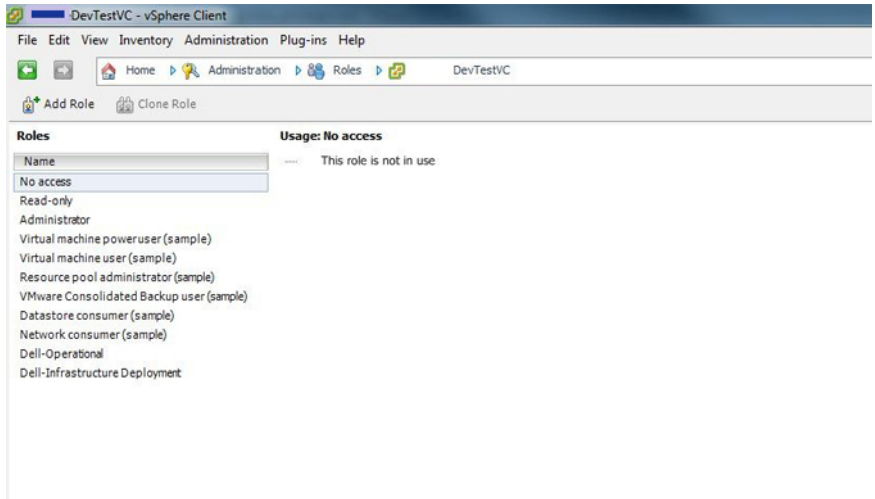 DevTestVC - vSphere Client
File Edit View Inventory Administration Plug-ins Help
Home Administration Roles DevTestVC
Add Role Clone Role
Roles
Usage: No access
Name
This role is not in use
No access
Read-only
Administrator
Virtual machine poweruser (sample)
Virtual machine user (sample)
Resource pool administrator (sample)
VMware Consolidated Backup user (sample)
Datastore consumer (sample)
Network consumer (sample)
Dell-Operational
Dell-Infrastructure Deployment